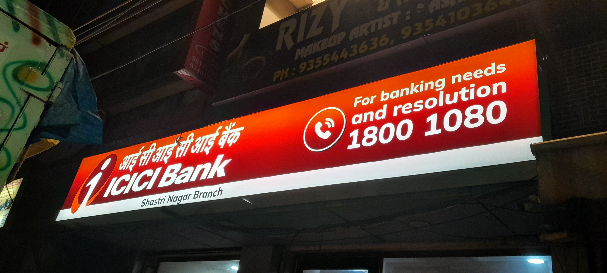 RIZY
MAKEUP ARTIST :
PH : 9355443636,
आई सी आई सी आई बैंक
ICICI Bank
Shastri Nagar Branch
For banking needs
and resolution
1800 1080